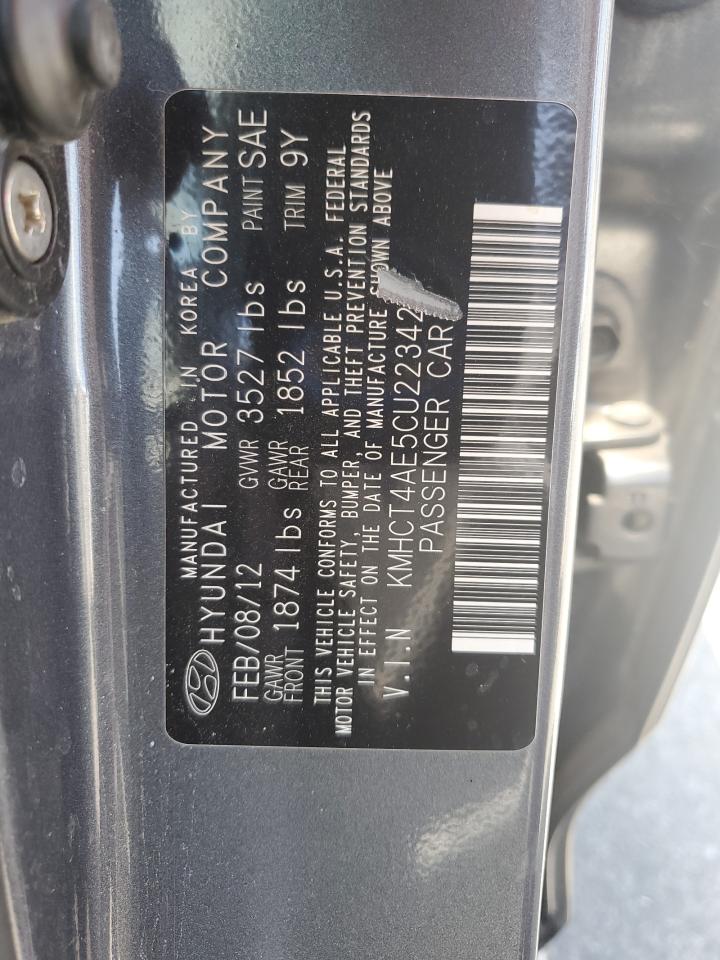 MANUFACTURED IN KOREA BY
HYUNDAI MOTOR COMPANY
FEB/08/12 GVWR 3527 lbs PAINT SAE
GAWR FRONT 1874 lbs GAWR REAR 1852 lbs TRIM 9Y
THIS VEHICLE CONFORMS TO ALL APPLICABLE U.S.A. FEDERAL
MOTOR VEHICLE SAFETY, BUMPER, AND THEFT PREVENTION STANDARDS
IN EFFECT ON THE DATE OF MANUFACTURE SHOWN ABOVE
V.I.N KMHCT4AE5CU22342
PASSENGER CAR